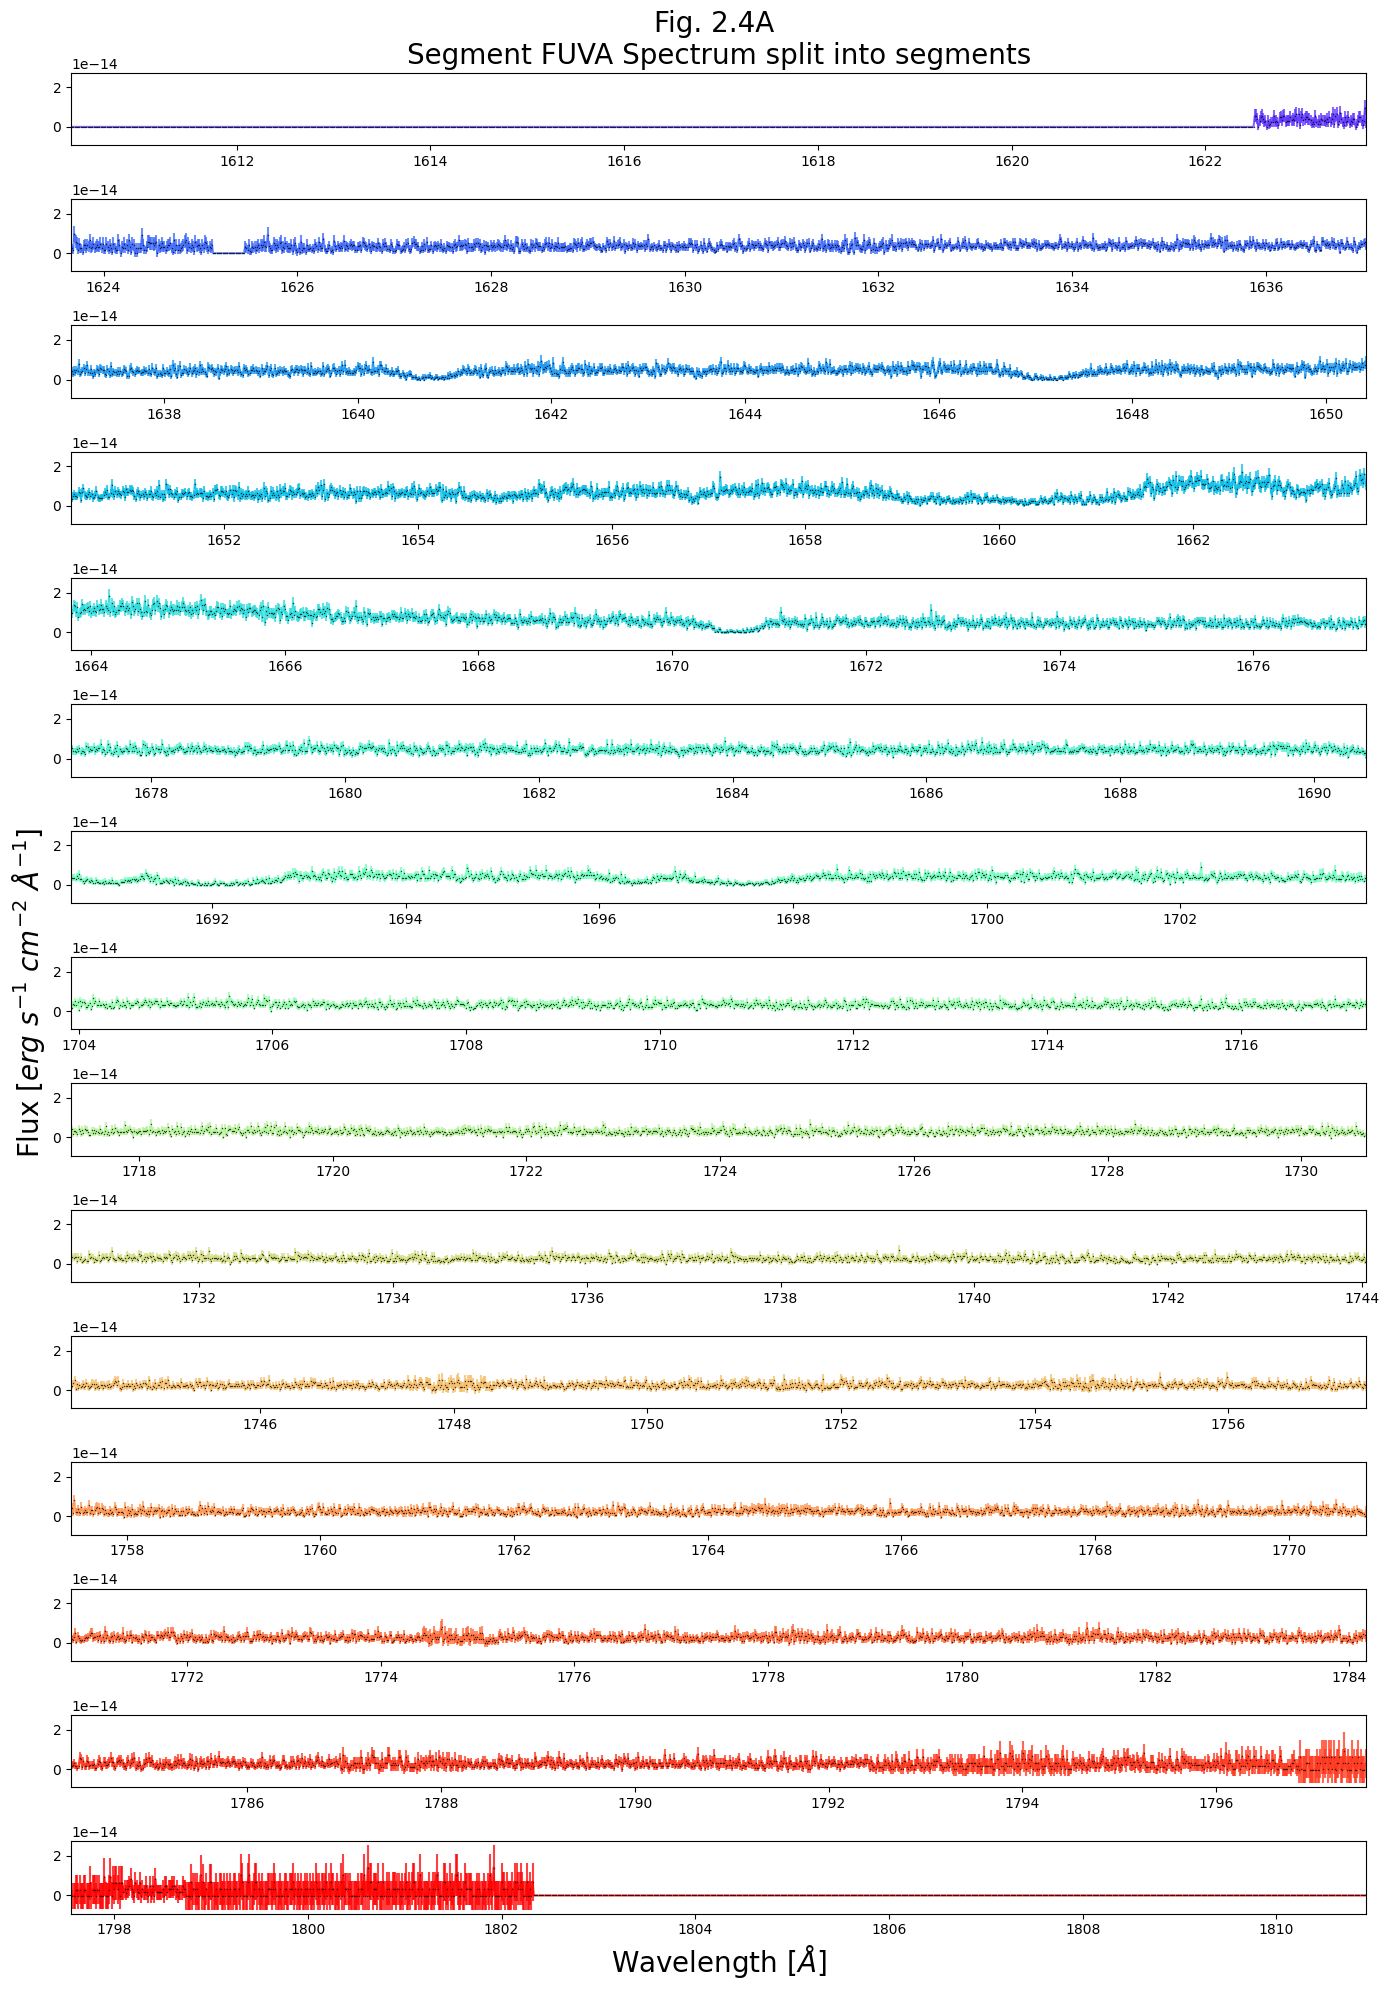 Fig. 2.4A
Segment FUVA Spectrum split into segments
1e−14
2
0
1612 1614 1616 1618 1620 1622
1e−14
2
0
1624 1626 1628 1630 1632 1634 1636
1e−14
2
0
1638 1640 1642 1644 1646 1648 1650
1e−14
2
0
1652 1654 1656 1658 1660 1662
1e−14
2
0
1664 1666 1668 1670 1672 1674 1676
1e−14
2
0
1678 1680 1682 1684 1686 1688 1690
1e−14
2
0
1692 1694 1696 1698 1700 1702
Flux [erg s⁻¹ cm⁻² Å⁻¹]
1e−14
2
0
1704 1706 1708 1710 1712 1714 1716
1e−14
2
0
1718 1720 1722 1724 1726 1728 1730
1e−14
2
0
1732 1734 1736 1738 1740 1742 1744
1e−14
2
0
1746 1748 1750 1752 1754 1756
1e−14
2
0
1758 1760 1762 1764 1766 1768 1770
1e−14
2
0
1772 1774 1776 1778 1780 1782 1784
1e−14
2
0
1786 1788 1790 1792 1794 1796
1e−14
2
0
1798 1800 1802 1804 1806 1808 1810
Wavelength [Å]